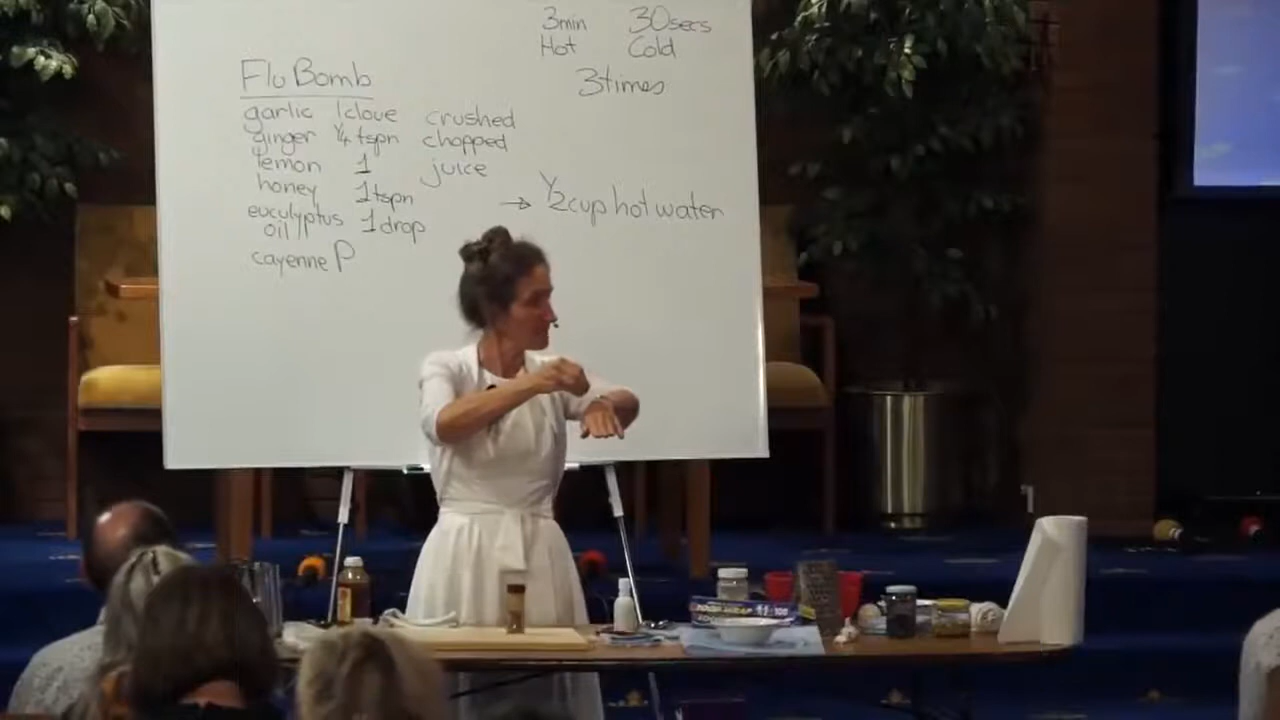 3min 30secs
Hot Cold
3times
Flu Bomb
garlic 1clove crushed
ginger 1/4 tspn chopped
lemon 1 juice
honey 1tspn
→ 1/2cup hot water
euculyptus
oil 1drop
cayenne P